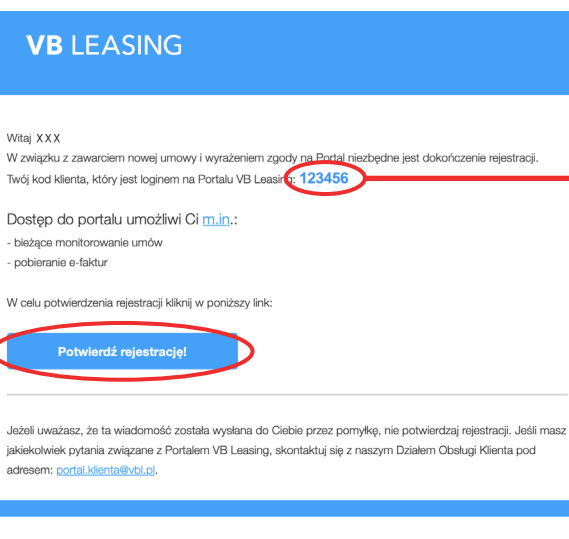 VB LEASING
Witaj XXX
W związku z zawarciem nowej umowy i wyrażeniem zgody na Portal niezbędne jest dokończenie rejestracji.
Twój kod klienta, który jest loginem na Portalu VB Leasing: 123456
Dostęp do portalu umożliwi Ci m.in.:
- bieżące monitorowanie umów
- pobieranie e-faktur
W celu potwierdzenia rejestracji kliknij w poniższy link:
Potwierdź rejestrację!
Jeżeli uważasz, że ta wiadomość została wysłana do Ciebie przez pomyłkę, nie potwierdzaj rejestracji. Jeśli masz
jakiekolwiek pytania związane z Portalem VB Leasing, skontaktuj się z naszym Działem Obsługi Klienta pod
adresem: portal.klienta@vbl.pl.